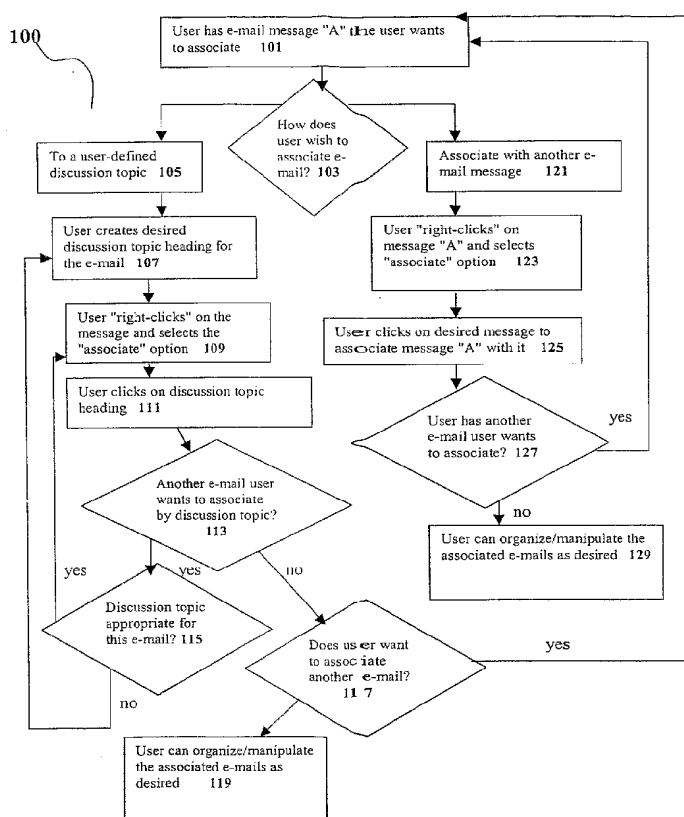 100
User has e-mail message "A" the user wants
to associate 101
How does
user wish to
associate e-
mail? 103
To a user-defined
discussion topic 105
Associate with another e-
mail message 121
User creates desired
discussion topic heading for
the e-mail 107
User "right-clicks" on
message "A" and selects
"associate" option 123
User "right-clicks" on the
message and selects the
"associate" option 109
User clicks on desired message to
associate message "A" with it 125
User clicks on discussion topic
heading 111
User has another
e-mail user wants
to associate? 127
yes
Another e-mail user
wants to associate
by discussion topic?
113
no
User can organize/manipulate the
associated e-mails as desired 129
yes
yes
no
Discussion topic
appropriate for
this e-mail? 115
Does user want
to associate
another e-mail?
117
yes
no
User can organize/manipulate
the associated e-mails as
desired 119